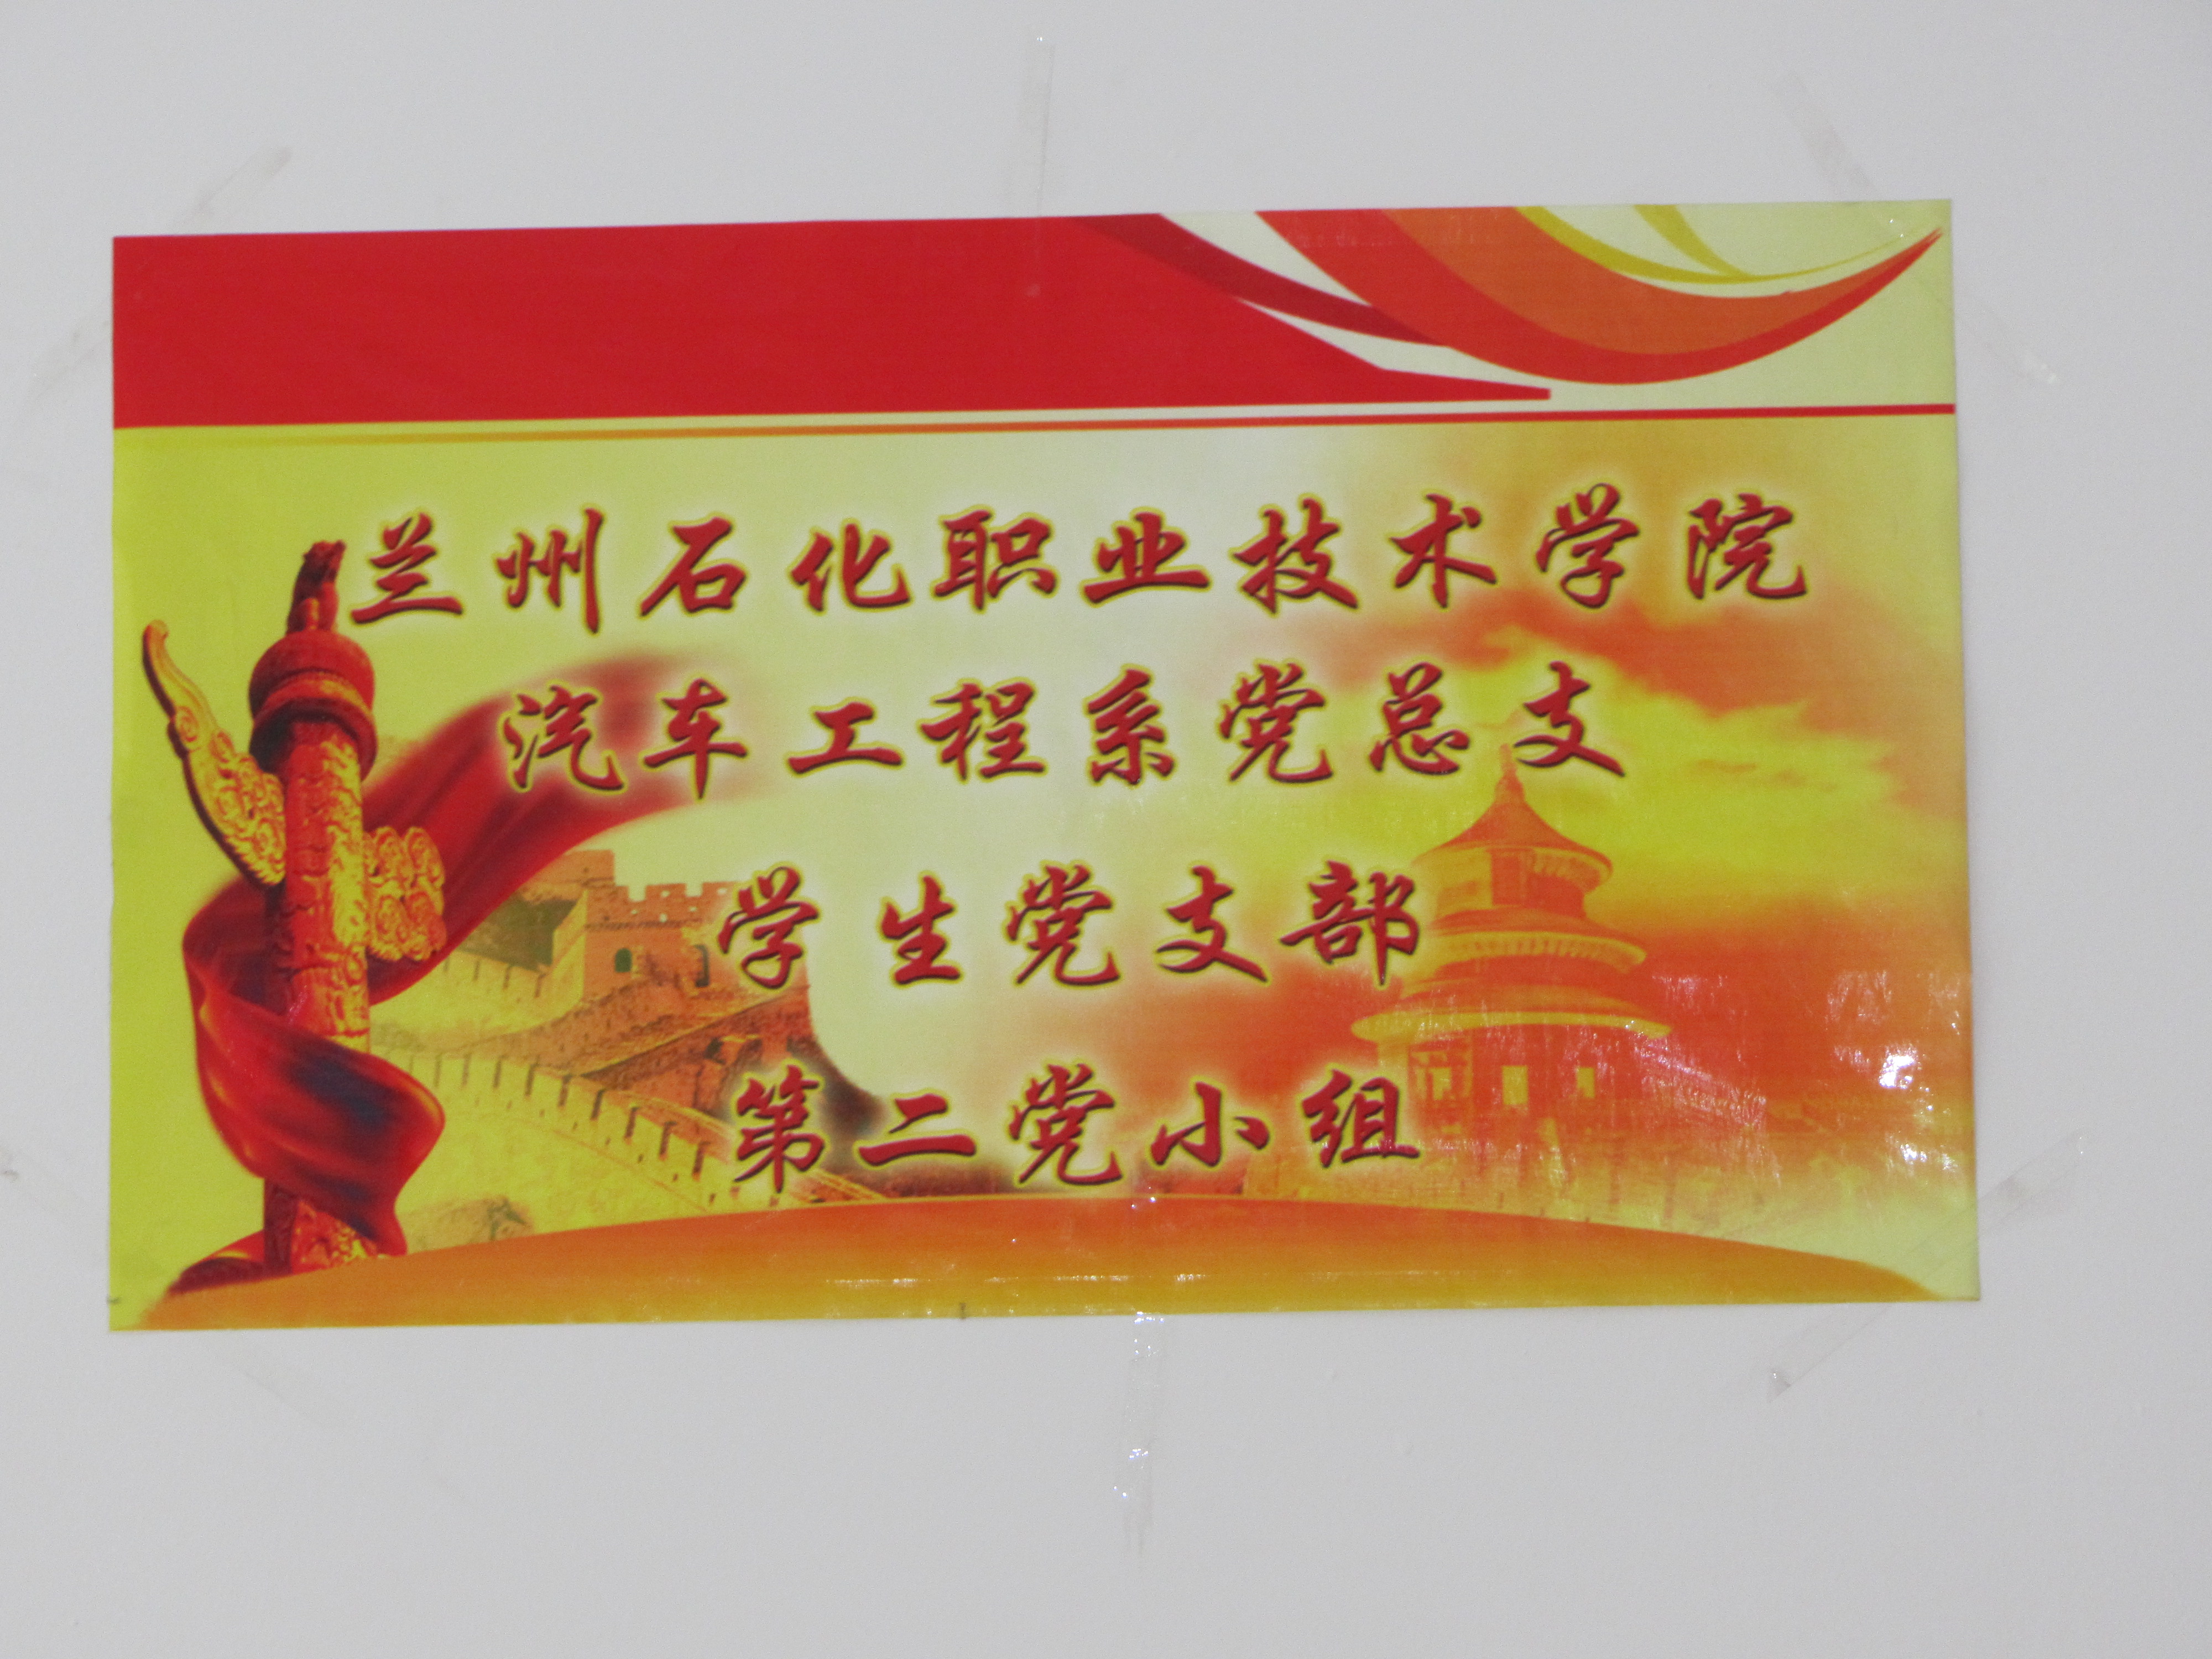 兰州石化职业技术学院
汽车工程系党总支
学生党支部
第二党小组